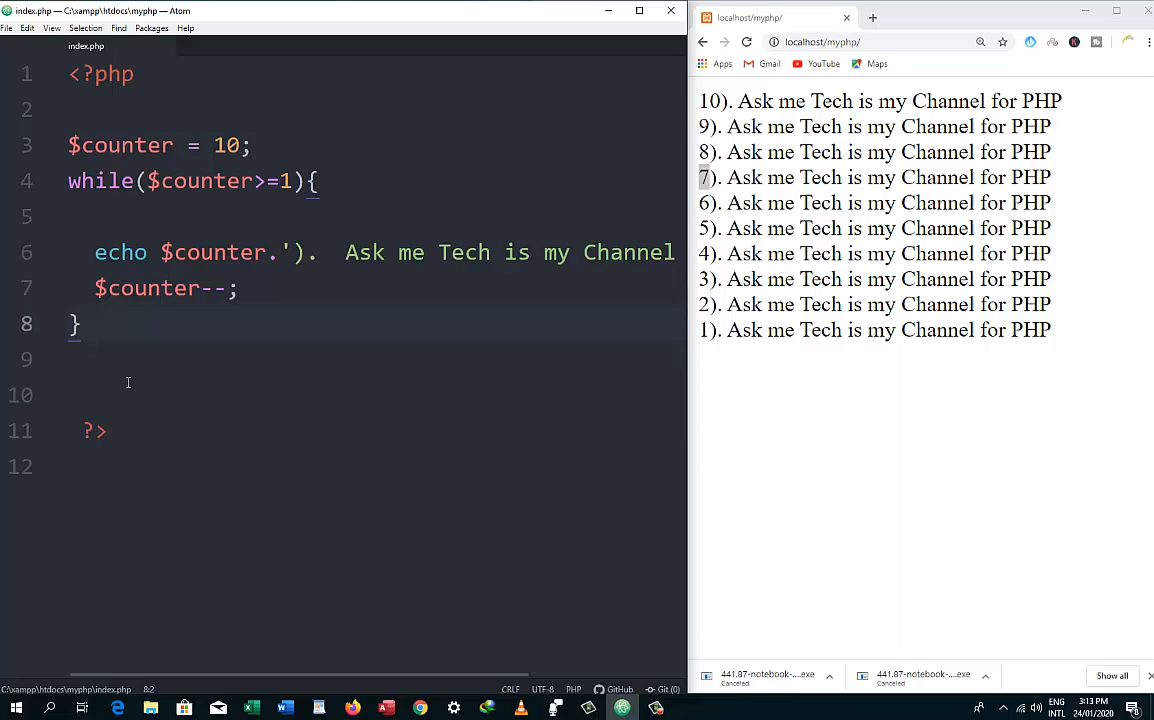 index.php — C:\xampp\htdocs\myphp — Atom
File Edit View Selection Find Packages Help
index.php
1 <?php
2
3 $counter = 10;
4 while($counter>=1){
5
6 echo $counter.'). Ask me Tech is my Channel
7 $counter--;
8 }
9
10
11 ?>
12
C:\xampp\htdocs\myphp\index.php 8:2 CRLF UTF-8 PHP GitHub Git (0)
localhost/myphp/
localhost/myphp/
Apps Gmail YouTube Maps
10). Ask me Tech is my Channel for PHP
9). Ask me Tech is my Channel for PHP
8). Ask me Tech is my Channel for PHP
7). Ask me Tech is my Channel for PHP
6). Ask me Tech is my Channel for PHP
5). Ask me Tech is my Channel for PHP
4). Ask me Tech is my Channel for PHP
3). Ask me Tech is my Channel for PHP
2). Ask me Tech is my Channel for PHP
1). Ask me Tech is my Channel for PHP
441.87-notebook-....exe
Canceled
441.87-notebook-....exe
Canceled
Show all
ENG
INTL
3:13 PM
24/01/2020
8